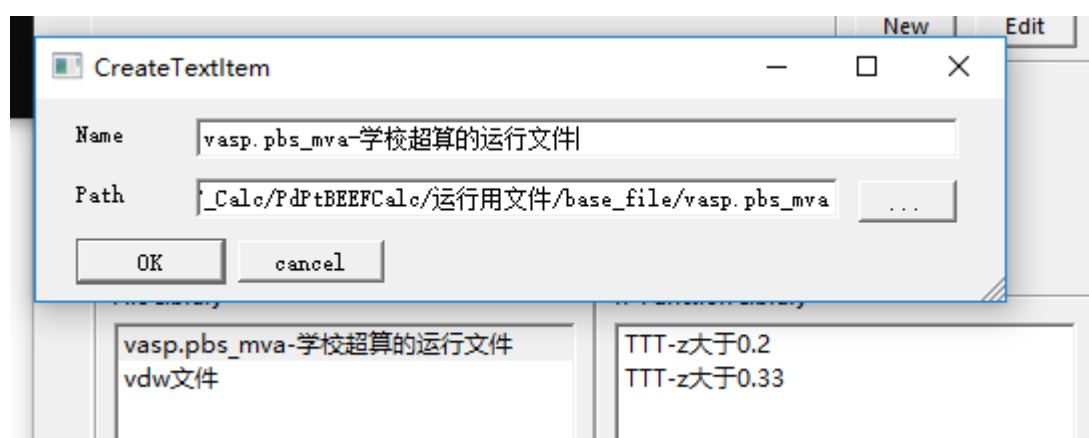 New Edit
CreateTextItem
Name vasp.pbs_mva-学校超算的运行文件
Path _Calc/PdPtBEEFCalc/运行用文件/base_file/vasp.pbs_mva ...
OK cancel
vasp.pbs_mva-学校超算的运行文件
vdw文件
TTT-z大于0.2
TTT-z大于0.33